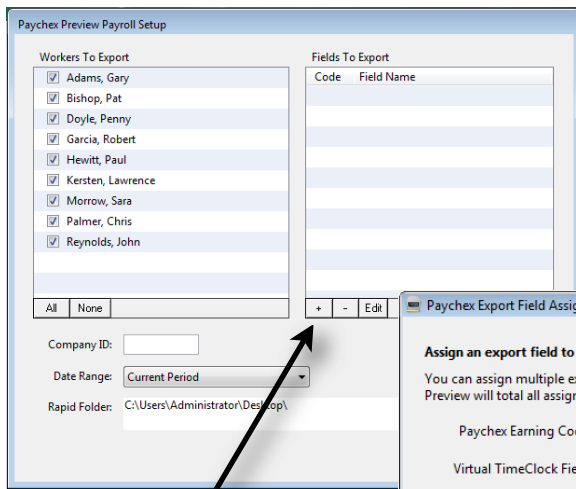 Paychex Preview Payroll Setup
Workers To Export
Adams, Gary
Bishop, Pat
Doyle, Penny
Garcia, Robert
Hewitt, Paul
Kersten, Lawrence
Morrow, Sara
Palmer, Chris
Reynolds, John
All None
Fields To Export
Code Field Name
+ - Edit
Company ID:
Date Range: Current Period
Rapid Folder: C:\Users\Administrator\Desktop\
Paychex Export Field Assig
Assign an export field to
You can assign multiple ex
Preview will total all assign
Paychex Earning Co
Virtual TimeClock Fie